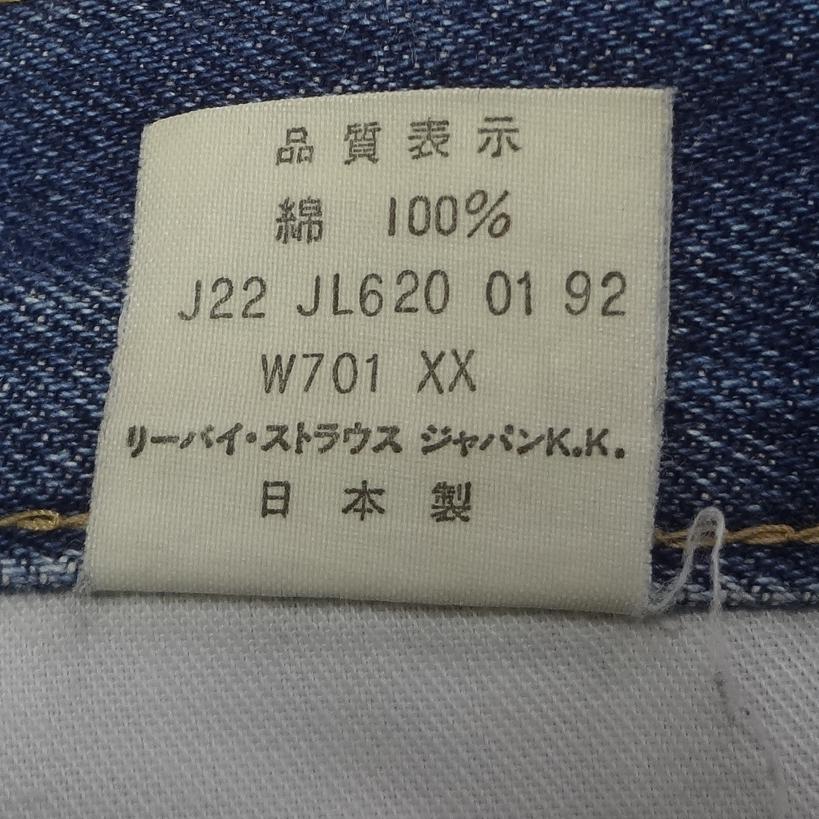 品質表示
綿 100%
J22 JL620 01 92
W701 XX
リーバイ・ストラウス ジャパンK.K.
日本製